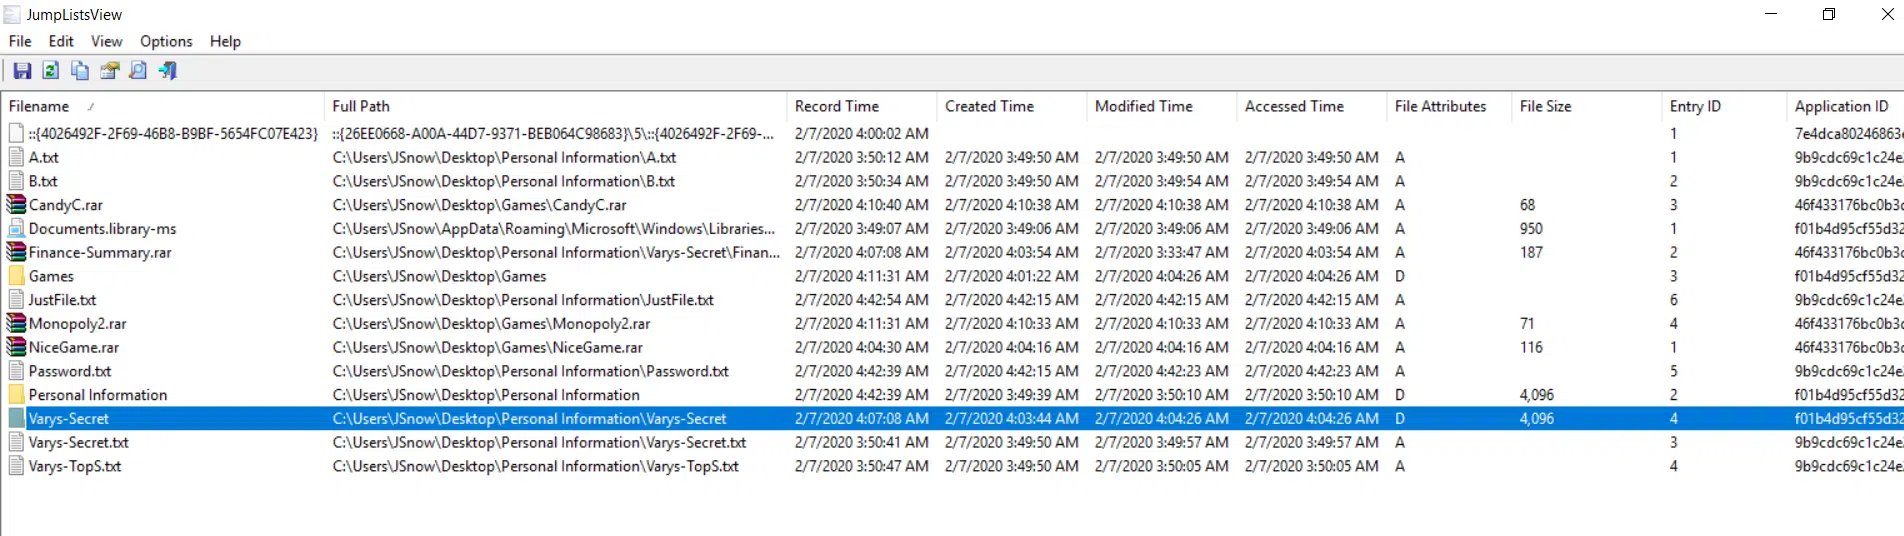 JumpListsView
File Edit View Options Help
Filename Full Path Record Time Created Time Modified Time Accessed Time File Attributes File Size Entry ID Application ID
::{4026492F-2F69-46B8-B9BF-5654FC07E423} ::{26EE0668-A00A-44D7-9371-BEB064C98683}\5\::{4026492F-2F69-... 2/7/2020 4:00:02 AM 1 7e4dca80246863e
A.txt C:\Users\JSnow\Desktop\Personal Information\A.txt 2/7/2020 3:50:12 AM 2/7/2020 3:49:50 AM 2/7/2020 3:49:50 AM 2/7/2020 3:49:50 AM A 1 9b9cdc69c1c24e
B.txt C:\Users\JSnow\Desktop\Personal Information\B.txt 2/7/2020 3:50:34 AM 2/7/2020 3:49:50 AM 2/7/2020 3:49:54 AM 2/7/2020 3:49:54 AM A 2 9b9cdc69c1c24e
CandyC.rar C:\Users\JSnow\Desktop\Games\CandyC.rar 2/7/2020 4:10:40 AM 2/7/2020 4:10:38 AM 2/7/2020 4:10:38 AM 2/7/2020 4:10:38 AM A 68 3 46f433176bc0b3
Documents.library-ms C:\Users\JSnow\AppData\Roaming\Microsoft\Windows\Libraries... 2/7/2020 3:49:07 AM 2/7/2020 3:49:06 AM 2/7/2020 3:49:06 AM 2/7/2020 3:49:06 AM A 950 1 f01b4d95cf55d32
Finance-Summary.rar C:\Users\JSnow\Desktop\Personal Information\Varys-Secret\Finan... 2/7/2020 4:07:08 AM 2/7/2020 4:03:54 AM 2/7/2020 3:33:47 AM 2/7/2020 4:03:54 AM A 187 2 46f433176bc0b3
Games C:\Users\JSnow\Desktop\Games 2/7/2020 4:11:31 AM 2/7/2020 4:01:22 AM 2/7/2020 4:04:26 AM 2/7/2020 4:04:26 AM D 3 f01b4d95cf55d32
JustFile.txt C:\Users\JSnow\Desktop\Personal Information\JustFile.txt 2/7/2020 4:42:54 AM 2/7/2020 4:42:15 AM 2/7/2020 4:42:15 AM 2/7/2020 4:42:15 AM A 6 9b9cdc69c1c24e
Monopoly2.rar C:\Users\JSnow\Desktop\Games\Monopoly2.rar 2/7/2020 4:11:31 AM 2/7/2020 4:10:33 AM 2/7/2020 4:10:33 AM 2/7/2020 4:10:33 AM A 71 4 46f433176bc0b3
NiceGame.rar C:\Users\JSnow\Desktop\Games\NiceGame.rar 2/7/2020 4:04:30 AM 2/7/2020 4:04:16 AM 2/7/2020 4:04:16 AM 2/7/2020 4:04:16 AM A 116 1 46f433176bc0b3
Password.txt C:\Users\JSnow\Desktop\Personal Information\Password.txt 2/7/2020 4:42:39 AM 2/7/2020 4:42:15 AM 2/7/2020 4:42:23 AM 2/7/2020 4:42:23 AM A 5 9b9cdc69c1c24e
Personal Information C:\Users\JSnow\Desktop\Personal Information 2/7/2020 4:42:39 AM 2/7/2020 3:49:39 AM 2/7/2020 3:50:10 AM 2/7/2020 3:50:10 AM D 4,096 2 f01b4d95cf55d32
Varys-Secret C:\Users\JSnow\Desktop\Personal Information\Varys-Secret 2/7/2020 4:07:08 AM 2/7/2020 4:03:44 AM 2/7/2020 4:04:26 AM 2/7/2020 4:04:26 AM D 4,096 4 f01b4d95cf55d32
Varys-Secret.txt C:\Users\JSnow\Desktop\Personal Information\Varys-Secret.txt 2/7/2020 3:50:41 AM 2/7/2020 3:49:50 AM 2/7/2020 3:49:57 AM 2/7/2020 3:49:57 AM A 3 9b9cdc69c1c24e
Varys-TopS.txt C:\Users\JSnow\Desktop\Personal Information\Varys-TopS.txt 2/7/2020 3:50:47 AM 2/7/2020 3:49:50 AM 2/7/2020 3:50:05 AM 2/7/2020 3:50:05 AM A 4 9b9cdc69c1c24e